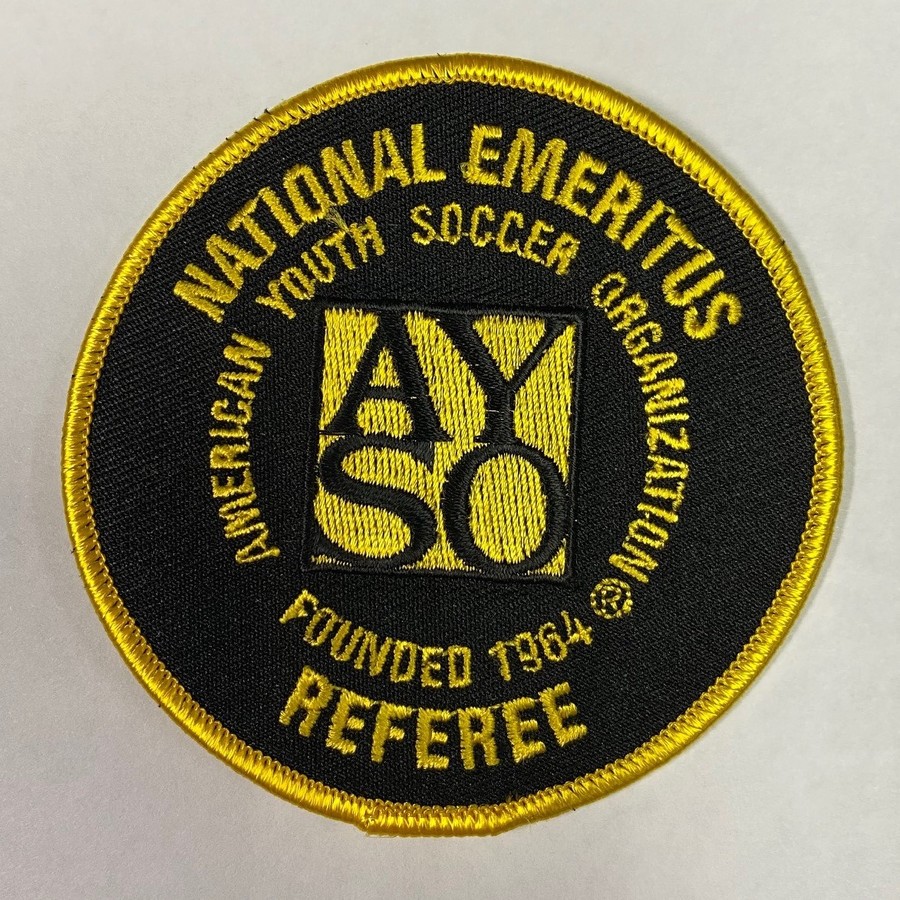 NATIONAL EMERITUS
AMERICAN YOUTH SOCCER ORGANIZATION ®
AY
SO
FOUNDED 1964
REFEREE